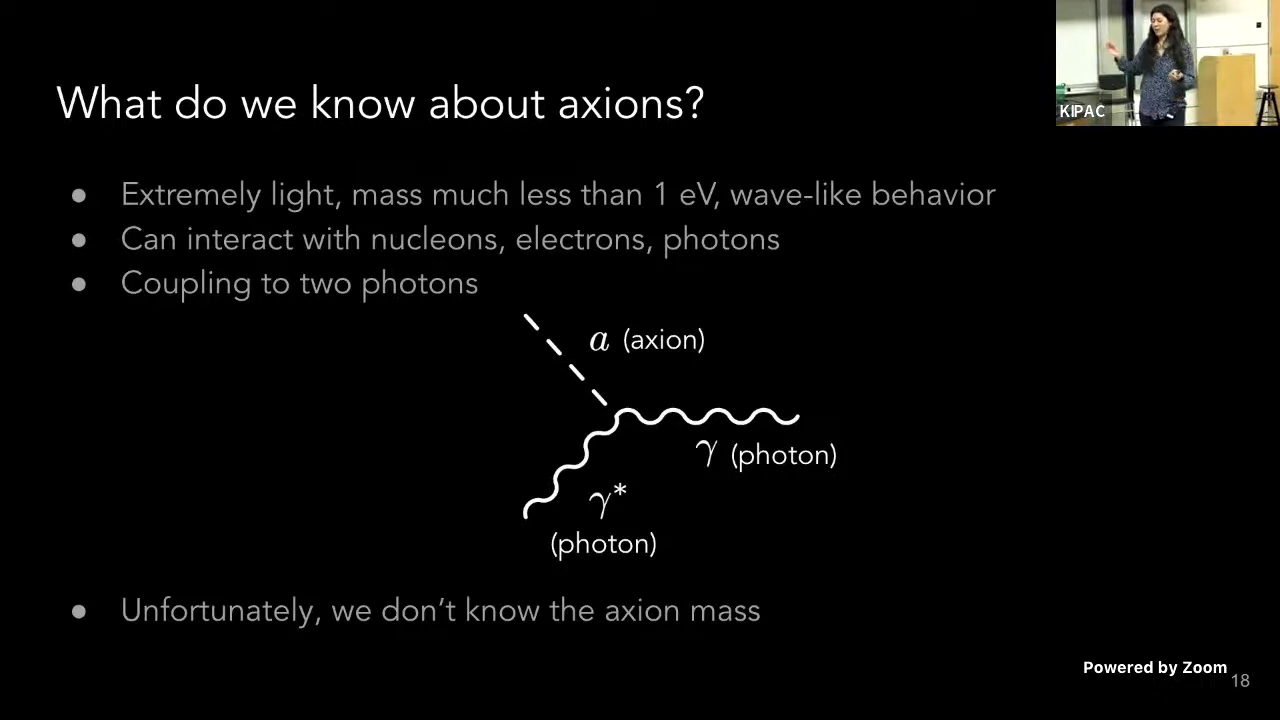 What do we know about axions?
KIPAC
● Extremely light, mass much less than 1 eV, wave-like behavior
● Can interact with nucleons, electrons, photons
● Coupling to two photons
a (axion)
γ (photon)
γ*
(photon)
● Unfortunately, we don’t know the axion mass
Powered by Zoom
18